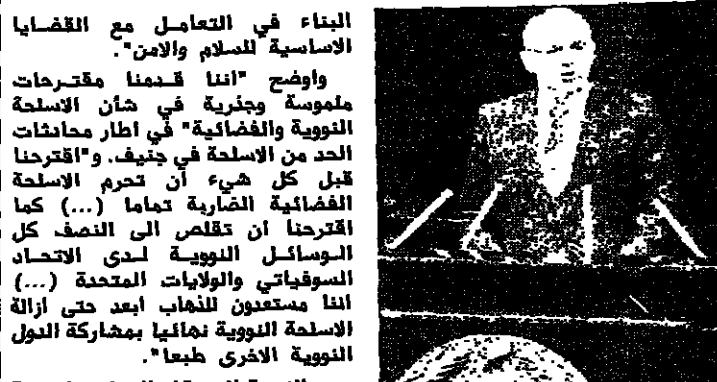 البناء في التعامل مع القضايا
الاساسية للسلام والامن".
واوضح "اننا قدمنا مقترحات
ملموسة وجذرية في شأن الاسلحة
النووية والفضائية" في اطار محادثات
الحد من الاسلحة في جنيف. و"اقترحنا
قبل كل شيء أن تحرم الاسلحة
الفضائية الضاربة تماما (...) كما
اقترحنا ان تقلص الى النصف كل
الوسائل النووية لدى الاتحاد
السوفياتي والولايات المتحدة (...)
اننا مستعدون للذهاب ابعد حتى ازالة
الاسلحة النووية نهائيا بمشاركة الدول
النووية الاخرى طبعا".